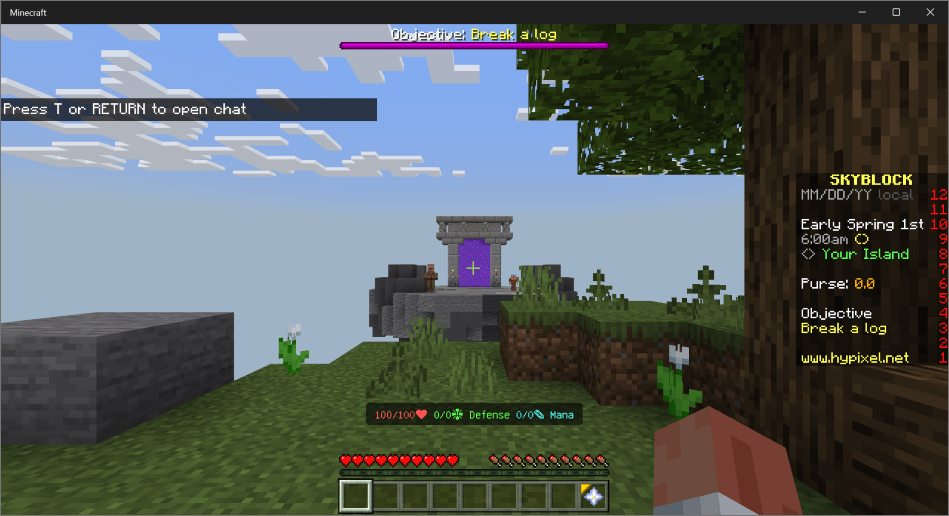 Minecraft
Objective: Break a log
Press T or RETURN to open chat
SKYBLOCK
MM/DD/YY local 12
11
Early Spring 1st 10
6:00am 9
Your Island 8
7
Purse: 0.0 6
5
Objective 4
Break a log 3
2
www.hypixel.net 1
100/100 0/0 Defense 0/0 Mana